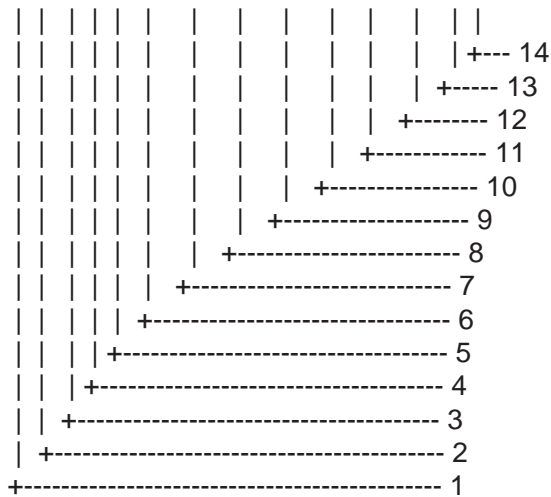 | | | | | | | | | | | | | |
| | | | | | | | | | | | | +--- 14
| | | | | | | | | | | | +----- 13
| | | | | | | | | | | +-------- 12
| | | | | | | | | | +------------ 11
| | | | | | | | | +---------------- 10
| | | | | | | | +-------------------- 9
| | | | | | | +------------------------- 8
| | | | | | +---------------------------- 7
| | | | | +-------------------------------- 6
| | | | +----------------------------------- 5
| | | +------------------------------------- 4
| | +--------------------------------------- 3
| +------------------------------------------ 2
+--------------------------------------------- 1